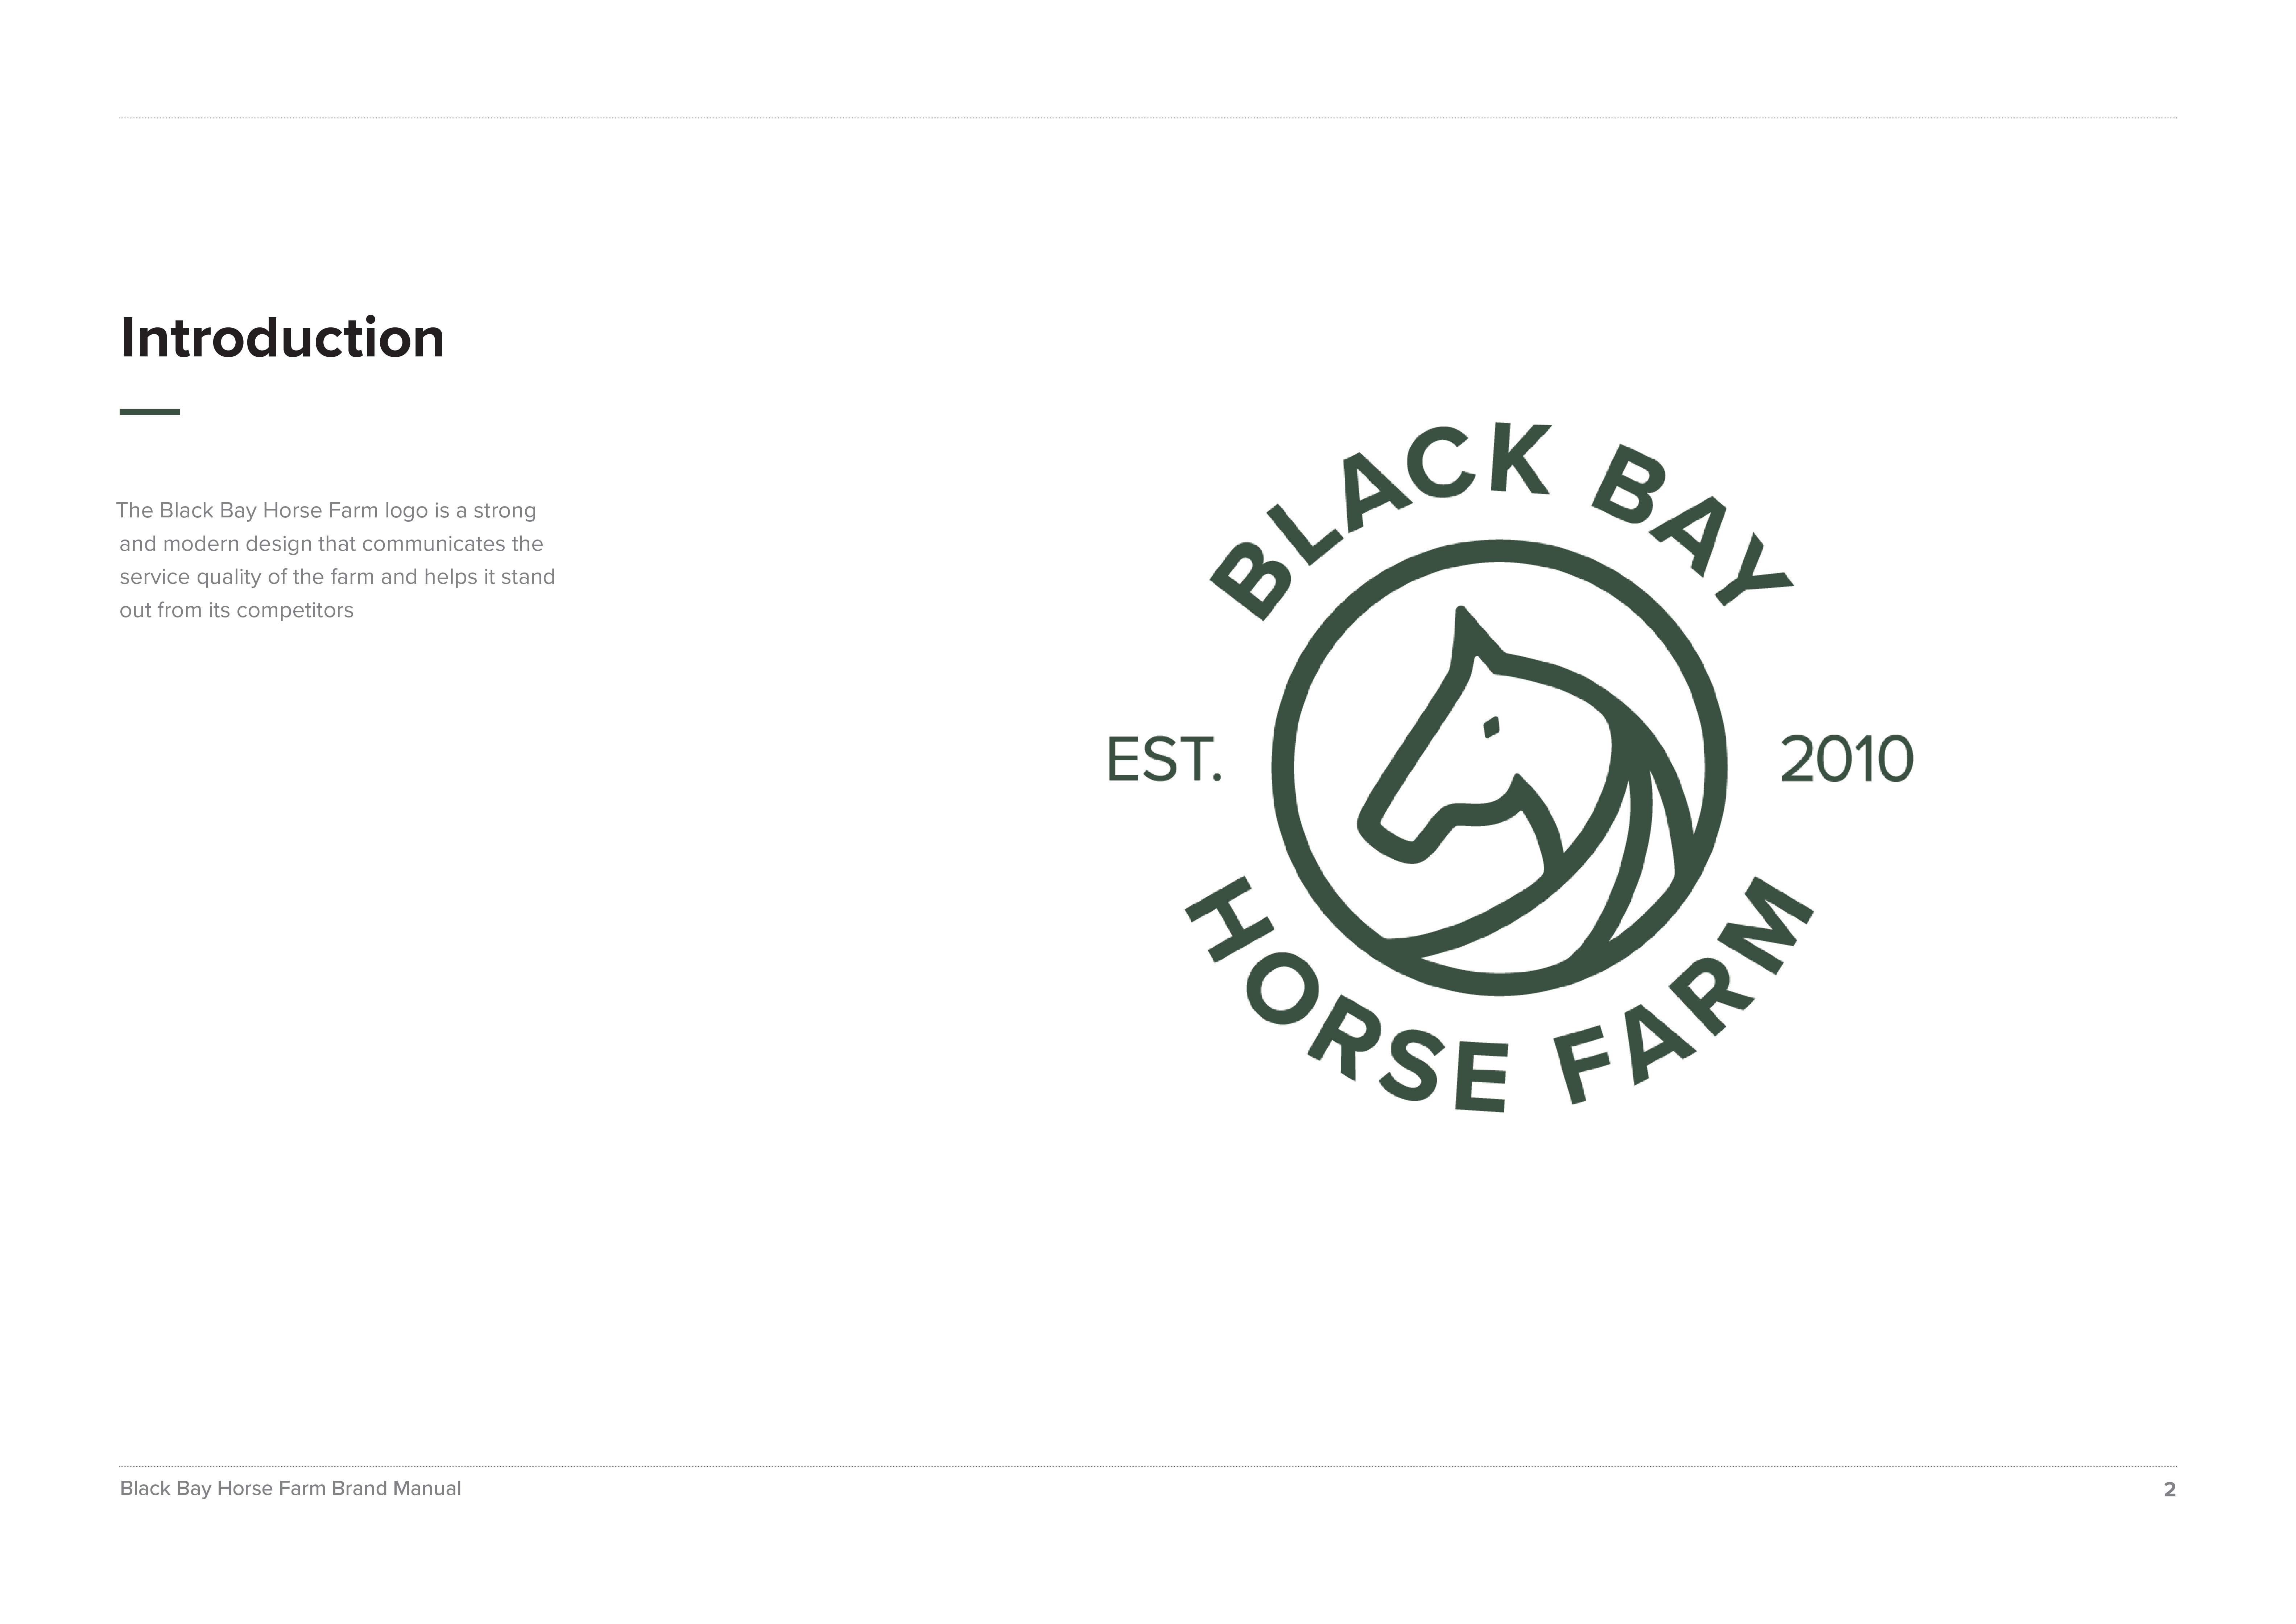 Introduction
The Black Bay Horse Farm logo is a strong
and modern design that communicates the
service quality of the farm and helps it stand
out from its competitors
BLACK BAY
EST.
2010
HORSE FARM
Black Bay Horse Farm Brand Manual
2